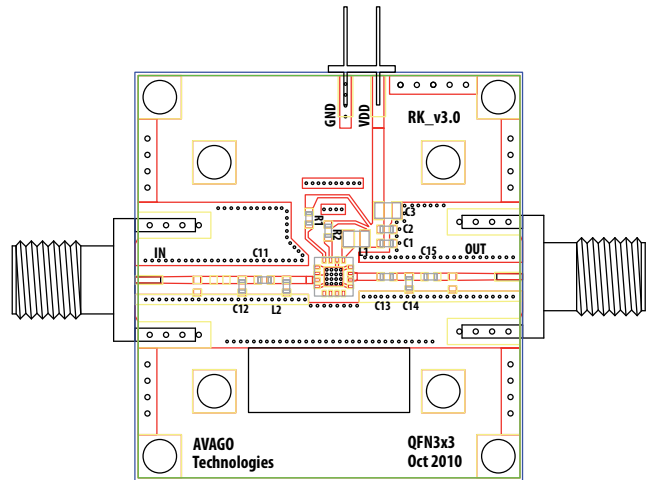 GND
VDD
RK_v3.0
R1
R2
C3
C2
C1
L1
IN
C11
C15
OUT
C12
L2
C13
C14
AVAGO
Technologies
QFN3x3
Oct 2010